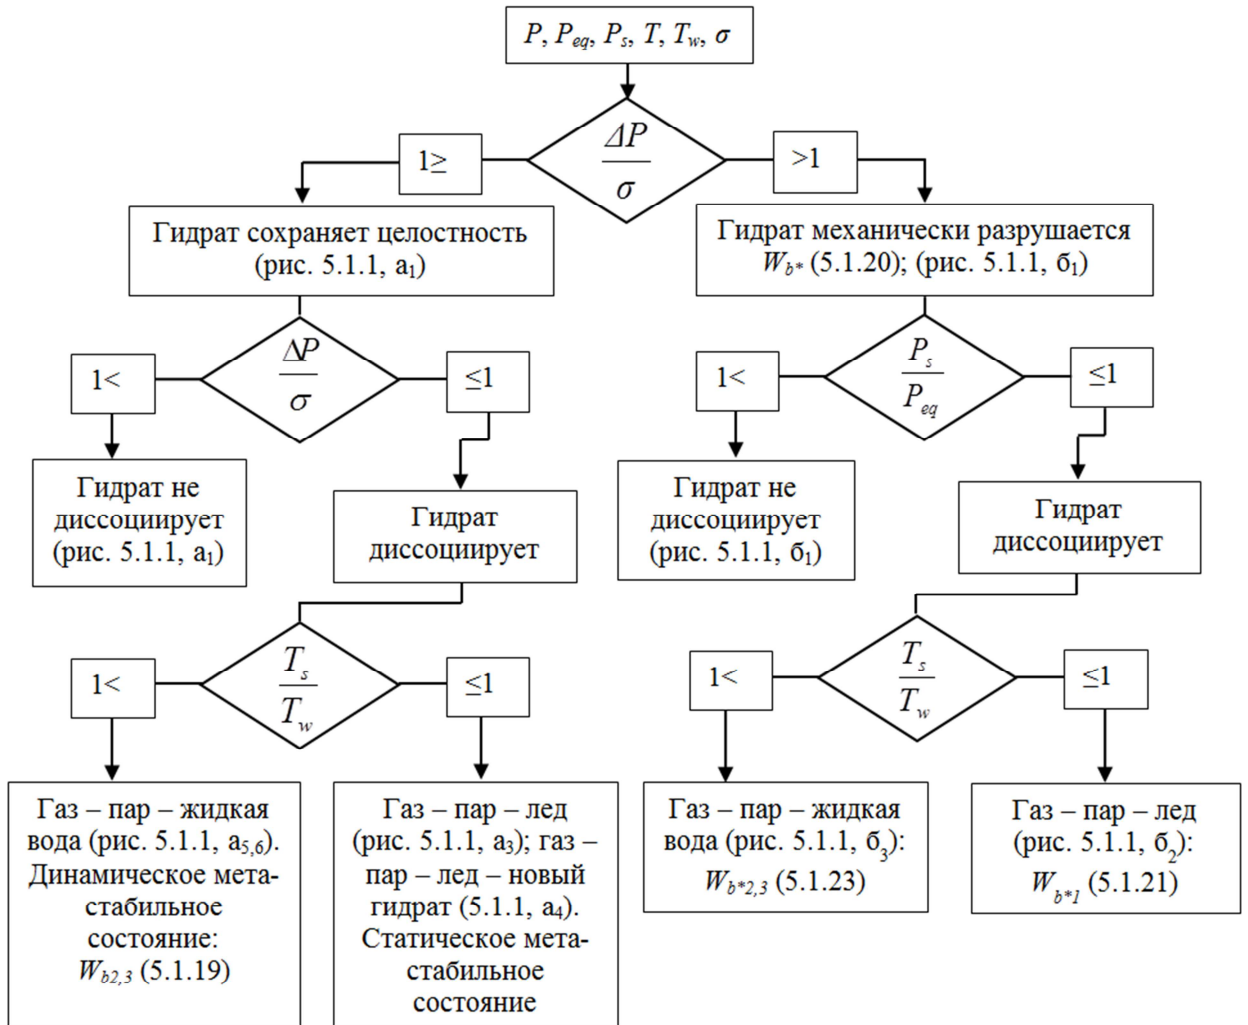 P, P_eq, P_s, T, T_w, σ
ΔP
σ
1≥
>1
Гидрат сохраняет целостность
(рис. 5.1.1, а₁)
Гидрат механически разрушается
W_b* (5.1.20); (рис. 5.1.1, б₁)
ΔP
σ
1<
≤1
P_s
P_eq
1<
≤1
Гидрат не
диссоциирует
(рис. 5.1.1, а₁)
Гидрат
диссоциирует
Гидрат не
диссоциирует
(рис. 5.1.1, б₁)
Гидрат
диссоциирует
T_s
T_w
1<
≤1
T_s
T_w
1<
≤1
Газ – пар – жидкая
вода (рис. 5.1.1, а₅,₆).
Динамическое мета-
стабильное
состояние:
W_b2,3 (5.1.19)
Газ – пар – лед
(рис. 5.1.1, а₃); газ –
пар – лед – новый
гидрат (5.1.1, а₄).
Статическое мета-
стабильное
состояние
Газ – пар – жидкая
вода (рис. 5.1.1, б₃):
W_b*2,3 (5.1.23)
Газ – пар – лед
(рис. 5.1.1, б₂):
W_b*1 (5.1.21)